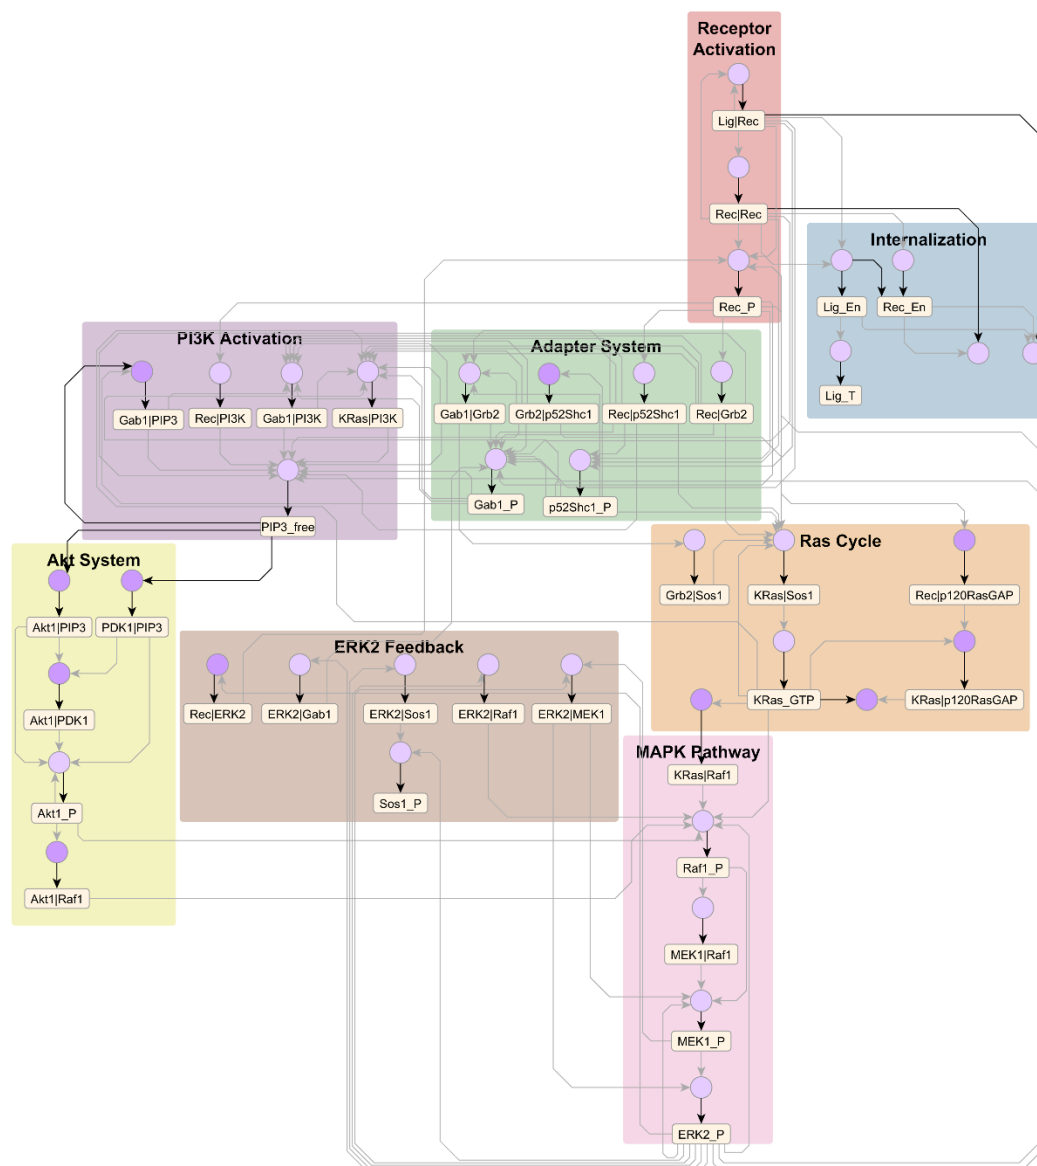 Receptor
Activation
Lig|Rec
Rec|Rec
Rec_P
Internalization
Lig_En
Rec_En
Lig_T
PI3K Activation
Gab1|PIP3
Rec|PI3K
Gab1|PI3K
KRas|PI3K
PIP3_free
Adapter System
Gab1|Grb2
Grb2|p52Shc1
Rec|p52Shc1
Rec|Grb2
Gab1_P
p52Shc1_P
Ras Cycle
Grb2|Sos1
KRas|Sos1
Rec|p120RasGAP
KRas_GTP
KRas|p120RasGAP
Akt System
Akt1|PIP3
PDK1|PIP3
Akt1|PDK1
Akt1_P
Akt1|Raf1
ERK2 Feedback
Rec|ERK2
ERK2|Gab1
ERK2|Sos1
ERK2|Raf1
ERK2|MEK1
Sos1_P
MAPK Pathway
KRas|Raf1
Raf1_P
MEK1|Raf1
MEK1_P
ERK2_P